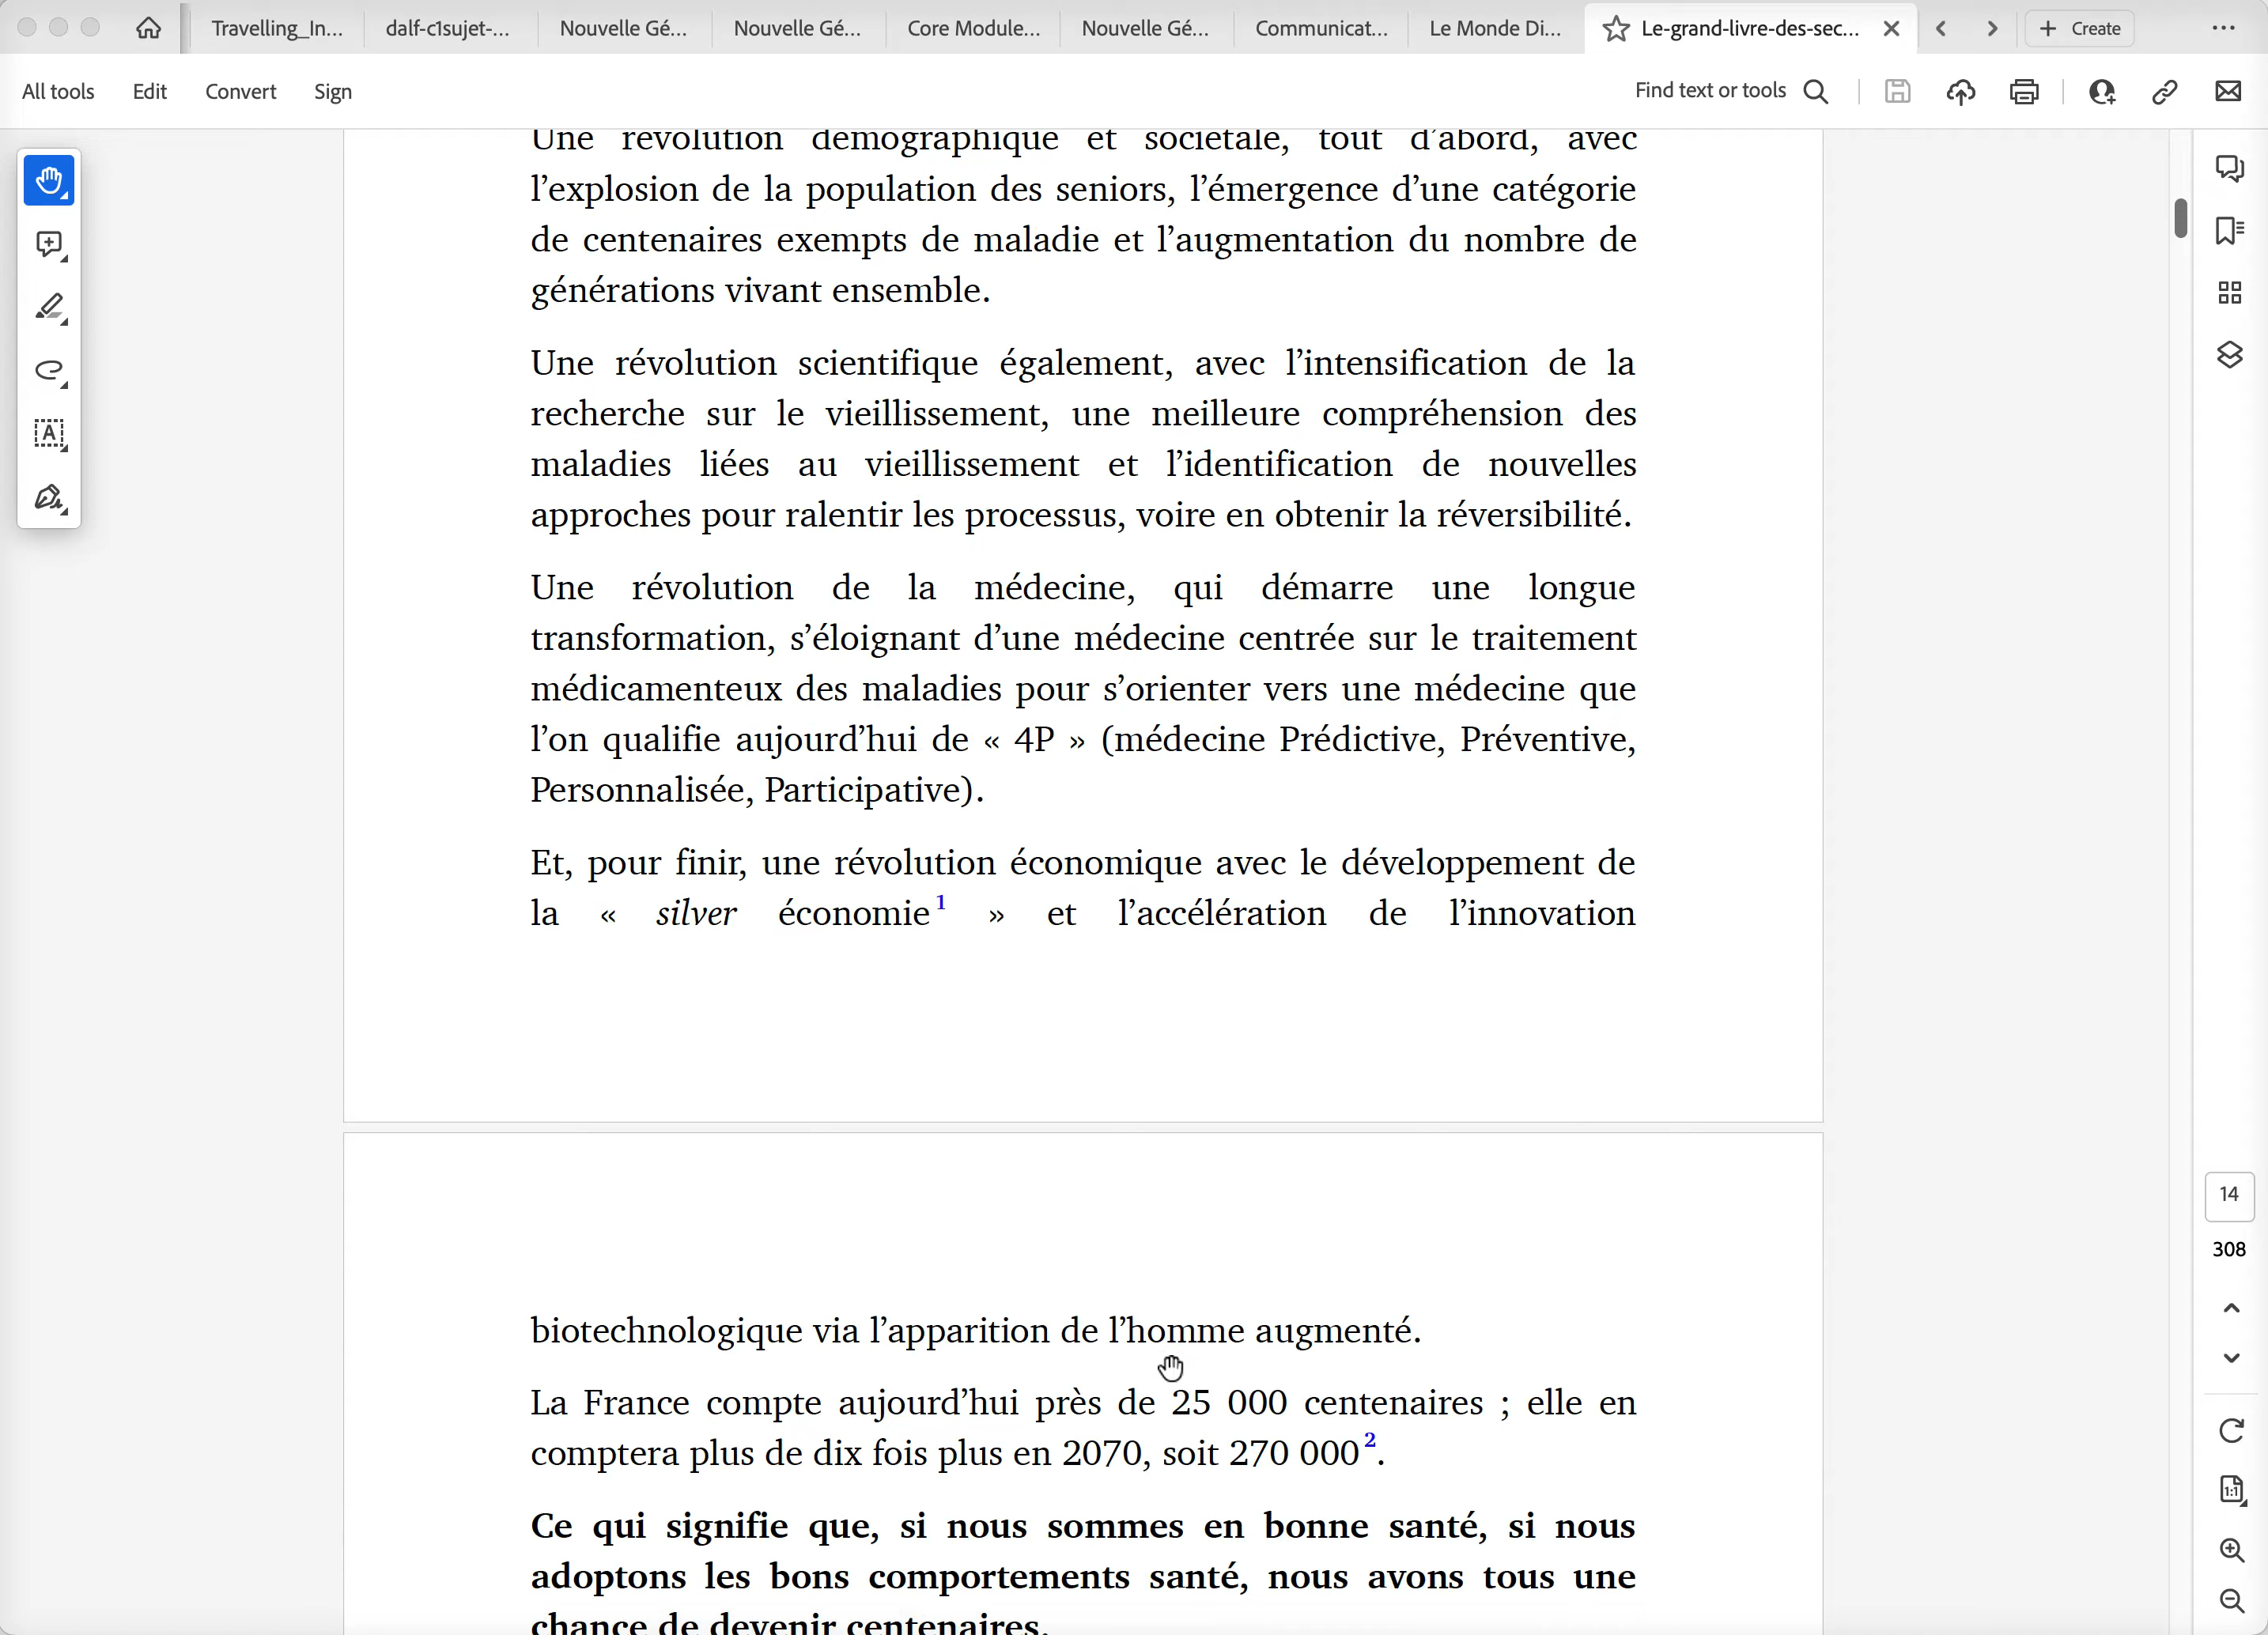 Travelling_In...
dalf-c1sujet-...
Nouvelle Gé...
Nouvelle Gé...
Core Module...
Nouvelle Gé...
Communicat...
Le Monde Di...
Le-grand-livre-des-sec...
Create
All tools
Edit
Convert
Sign
Find text or tools
Une révolution démographique et sociétale, tout d’abord, avec
l’explosion de la population des seniors, l’émergence d’une catégorie
de centenaires exempts de maladie et l’augmentation du nombre de
générations vivant ensemble.
Une révolution scientifique également, avec l’intensification de la
recherche sur le vieillissement, une meilleure compréhension des
maladies liées au vieillissement et l’identification de nouvelles
approches pour ralentir les processus, voire en obtenir la réversibilité.
Une révolution de la médecine, qui démarre une longue
transformation, s’éloignant d’une médecine centrée sur le traitement
médicamenteux des maladies pour s’orienter vers une médecine que
l’on qualifie aujourd’hui de « 4P » (médecine Prédictive, Préventive,
Personnalisée, Participative).
Et, pour finir, une révolution économique avec le développement de
la « silver économie1 » et l’accélération de l’innovation
biotechnologique via l’apparition de l’homme augmenté.
La France compte aujourd’hui près de 25 000 centenaires ; elle en
comptera plus de dix fois plus en 2070, soit 270 0002.
Ce qui signifie que, si nous sommes en bonne santé, si nous
adoptons les bons comportements santé, nous avons tous une
chance de devenir centenaires.
14
308
1:1